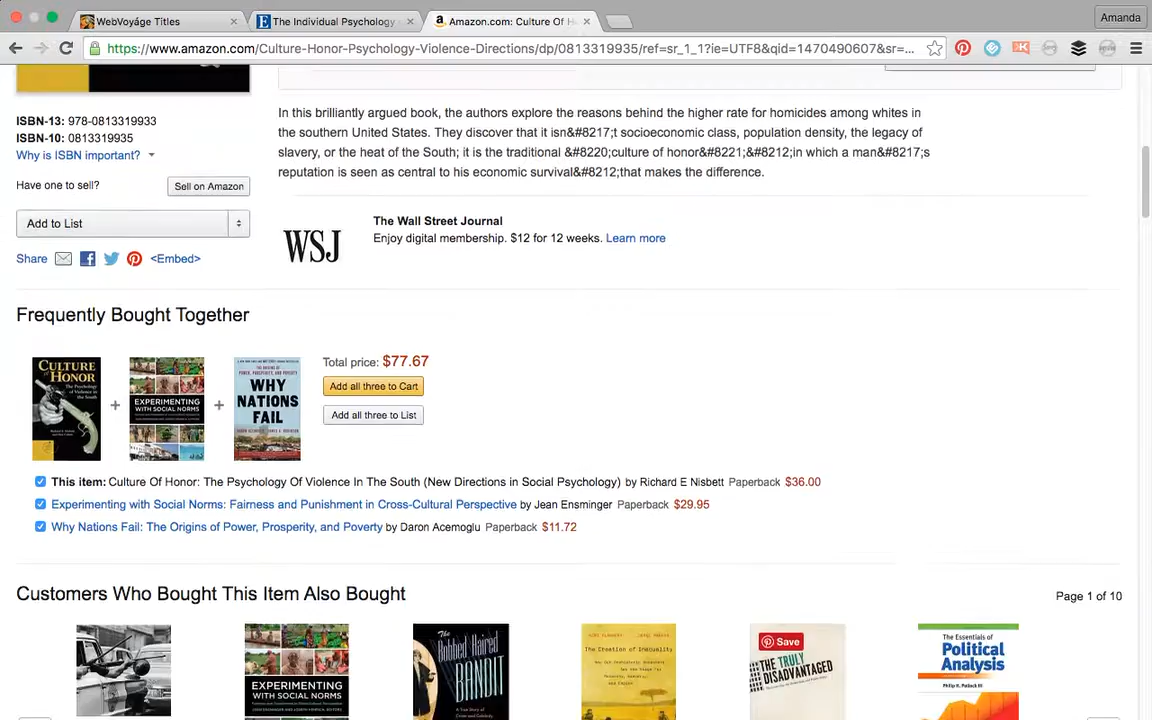 WebVoyáge Titles
The Individual Psychology
Amazon.com: Culture Of H
Amanda
https://www.amazon.com/Culture-Honor-Psychology-Violence-Directions/dp/0813319935/ref=sr_1_1?ie=UTF8&qid=1470490607&sr=...
ISBN-13: 978-0813319933
ISBN-10: 0813319935
Why is ISBN important?
Have one to sell?
Sell on Amazon
Add to List
Share
<Embed>
In this brilliantly argued book, the authors explore the reasons behind the higher rate for homicides among whites in
the southern United States. They discover that it isn&#8217;t socioeconomic class, population density, the legacy of
slavery, or the heat of the South; it is the traditional &#8220;culture of honor&#8221;&#8212;in which a man&#8217;s
reputation is seen as central to his economic survival&#8212;that makes the difference.
WSJ
The Wall Street Journal
Enjoy digital membership. $12 for 12 weeks. Learn more
Frequently Bought Together
CULTURE
OF HONOR
The Psychology
of Violence in
the South
+
EXPERIMENTING
WITH SOCIAL NORMS
+
WHY
NATIONS
FAIL
Total price: $77.67
Add all three to Cart
Add all three to List
This item: Culture Of Honor: The Psychology Of Violence In The South (New Directions in Social Psychology) by Richard E Nisbett Paperback $36.00
Experimenting with Social Norms: Fairness and Punishment in Cross-Cultural Perspective by Jean Ensminger Paperback $29.95
Why Nations Fail: The Origins of Power, Prosperity, and Poverty by Daron Acemoglu Paperback $11.72
Customers Who Bought This Item Also Bought
Page 1 of 10
EXPERIMENTING
WITH SOCIAL NORMS
The
Bobbed Haired
BANDIT
The Creation of Inequality
Save
THE TRULY
DISADVANTAGED
The Essentials of
Political
Analysis
Philip H. Pollock III